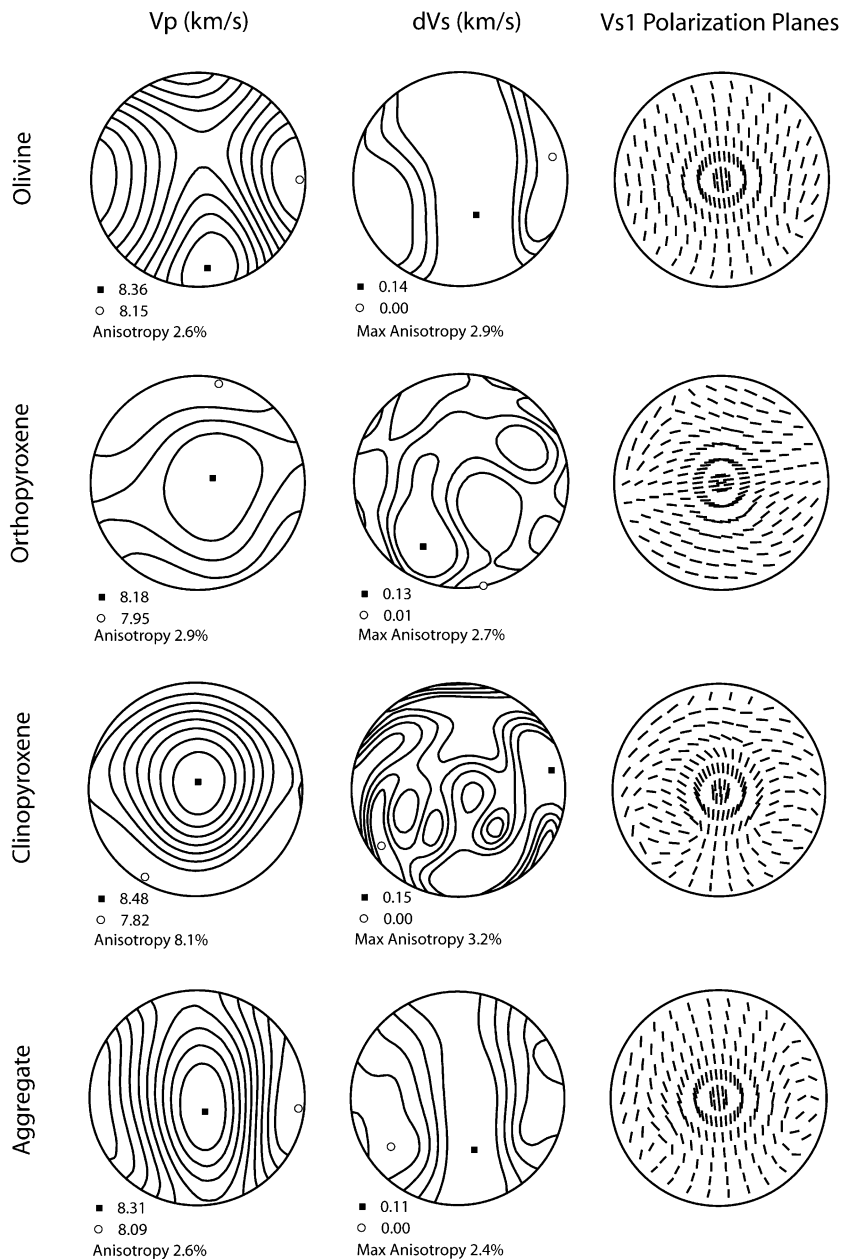 Vp (km/s) dVs (km/s) Vs1 Polarization Planes
Olivine
8.36
8.15
Anisotropy 2.6%
0.14
0.00
Max Anisotropy 2.9%
Orthopyroxene
8.18
7.95
Anisotropy 2.9%
0.13
0.01
Max Anisotropy 2.7%
Clinopyroxene
8.48
7.82
Anisotropy 8.1%
0.15
0.00
Max Anisotropy 3.2%
Aggregate
8.31
8.09
Anisotropy 2.6%
0.11
0.00
Max Anisotropy 2.4%